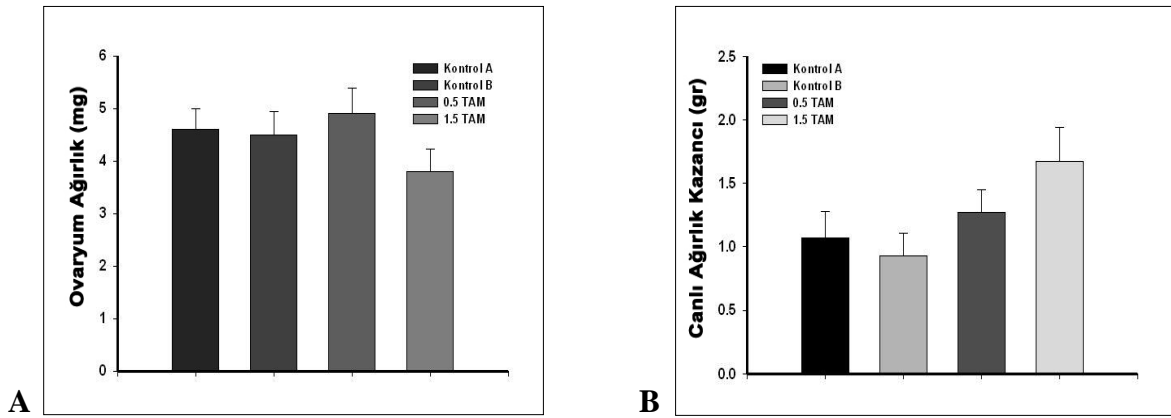 Ovaryum Ağırlık (mg)
6
5
4
3
2
1
0
Kontrol A
Kontrol B
0.5 TAM
1.5 TAM
A
Canlı Ağırlık Kazancı (gr)
2.5
2.0
1.5
1.0
0.5
0.0
Kontrol A
Kontrol B
0.5 TAM
1.5 TAM
B